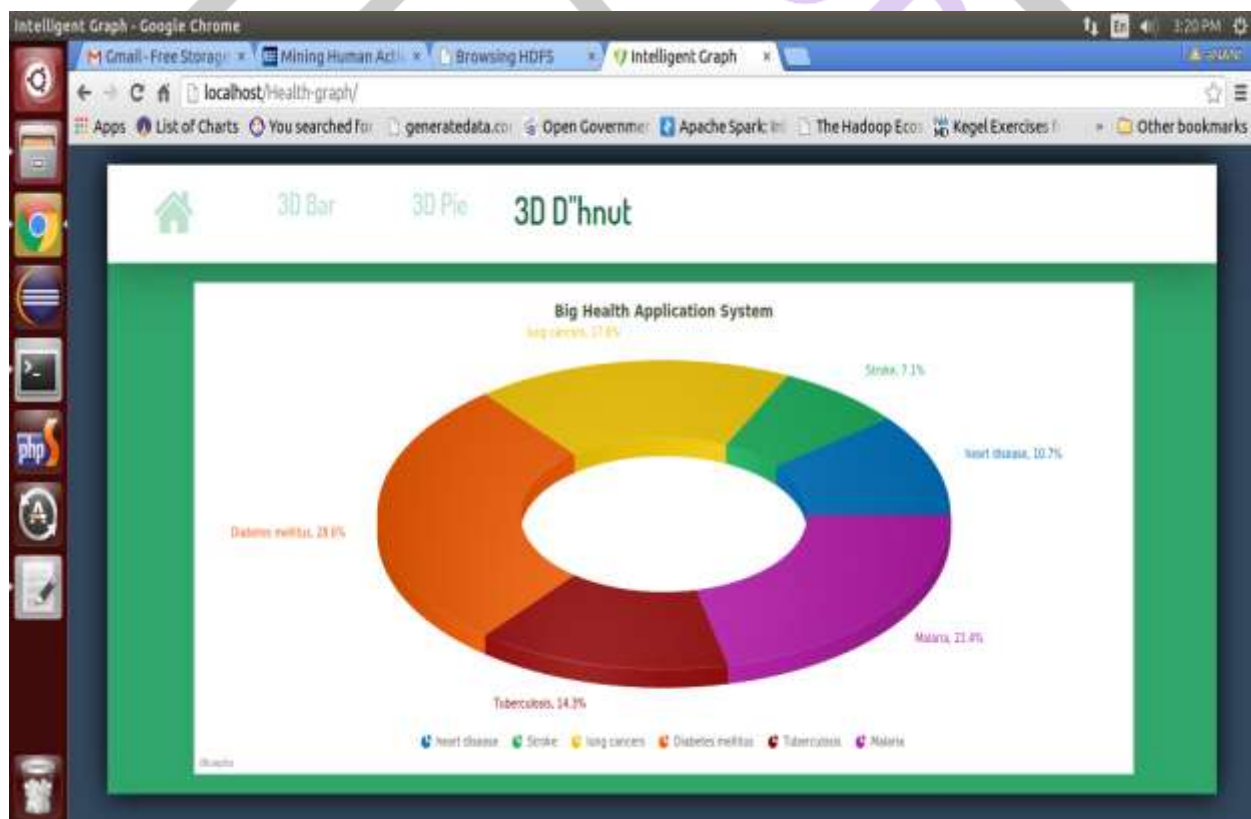 Intelligent Graph - Google Chrome
En 3:20 PM
Gmail - Free Storage
Mining Human Acti
Browsing HDFS
Intelligent Graph
localhost/Health-graph/
Apps List of Charts You searched for generatedata.co Open Governmen Apache Spark: The Hadoop Ecos Kegel Exercises f » Other bookmarks
3D Bar
3D Pie
3D D"hnut
Big Health Application System
lung cancers, 17.9%
Stroke, 7.1%
heart disease, 10.7%
Diabetes mellitus, 28.6%
Malaria, 21.4%
Tuberculosis, 14.3%
heart disease Stroke lung cancers Diabetes mellitus Tuberculosis Malaria
php